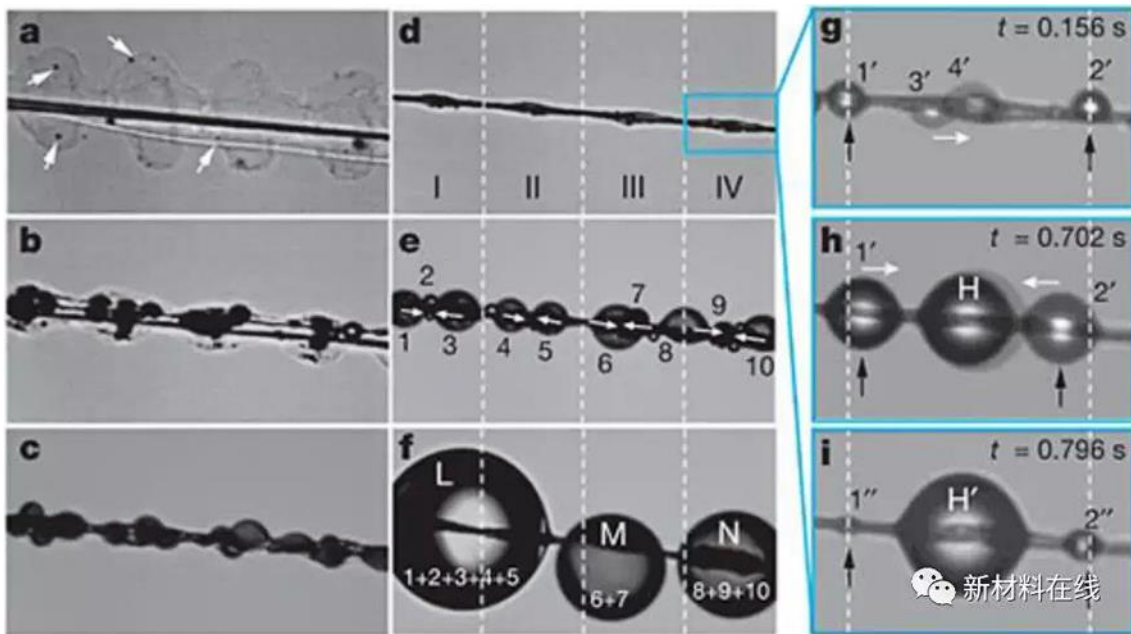 a
b
c
d
I II III IV
e
2 7 9
1 3 4 5 6 8 10
f
L M N
1+2+3+4+5 6+7 8+9+10
g
t = 0.156 s
1′ 3′ 4′ 2′
h
t = 0.702 s
1′ H 2′
i
t = 0.796 s
1″ H′ 2″
新材料在线